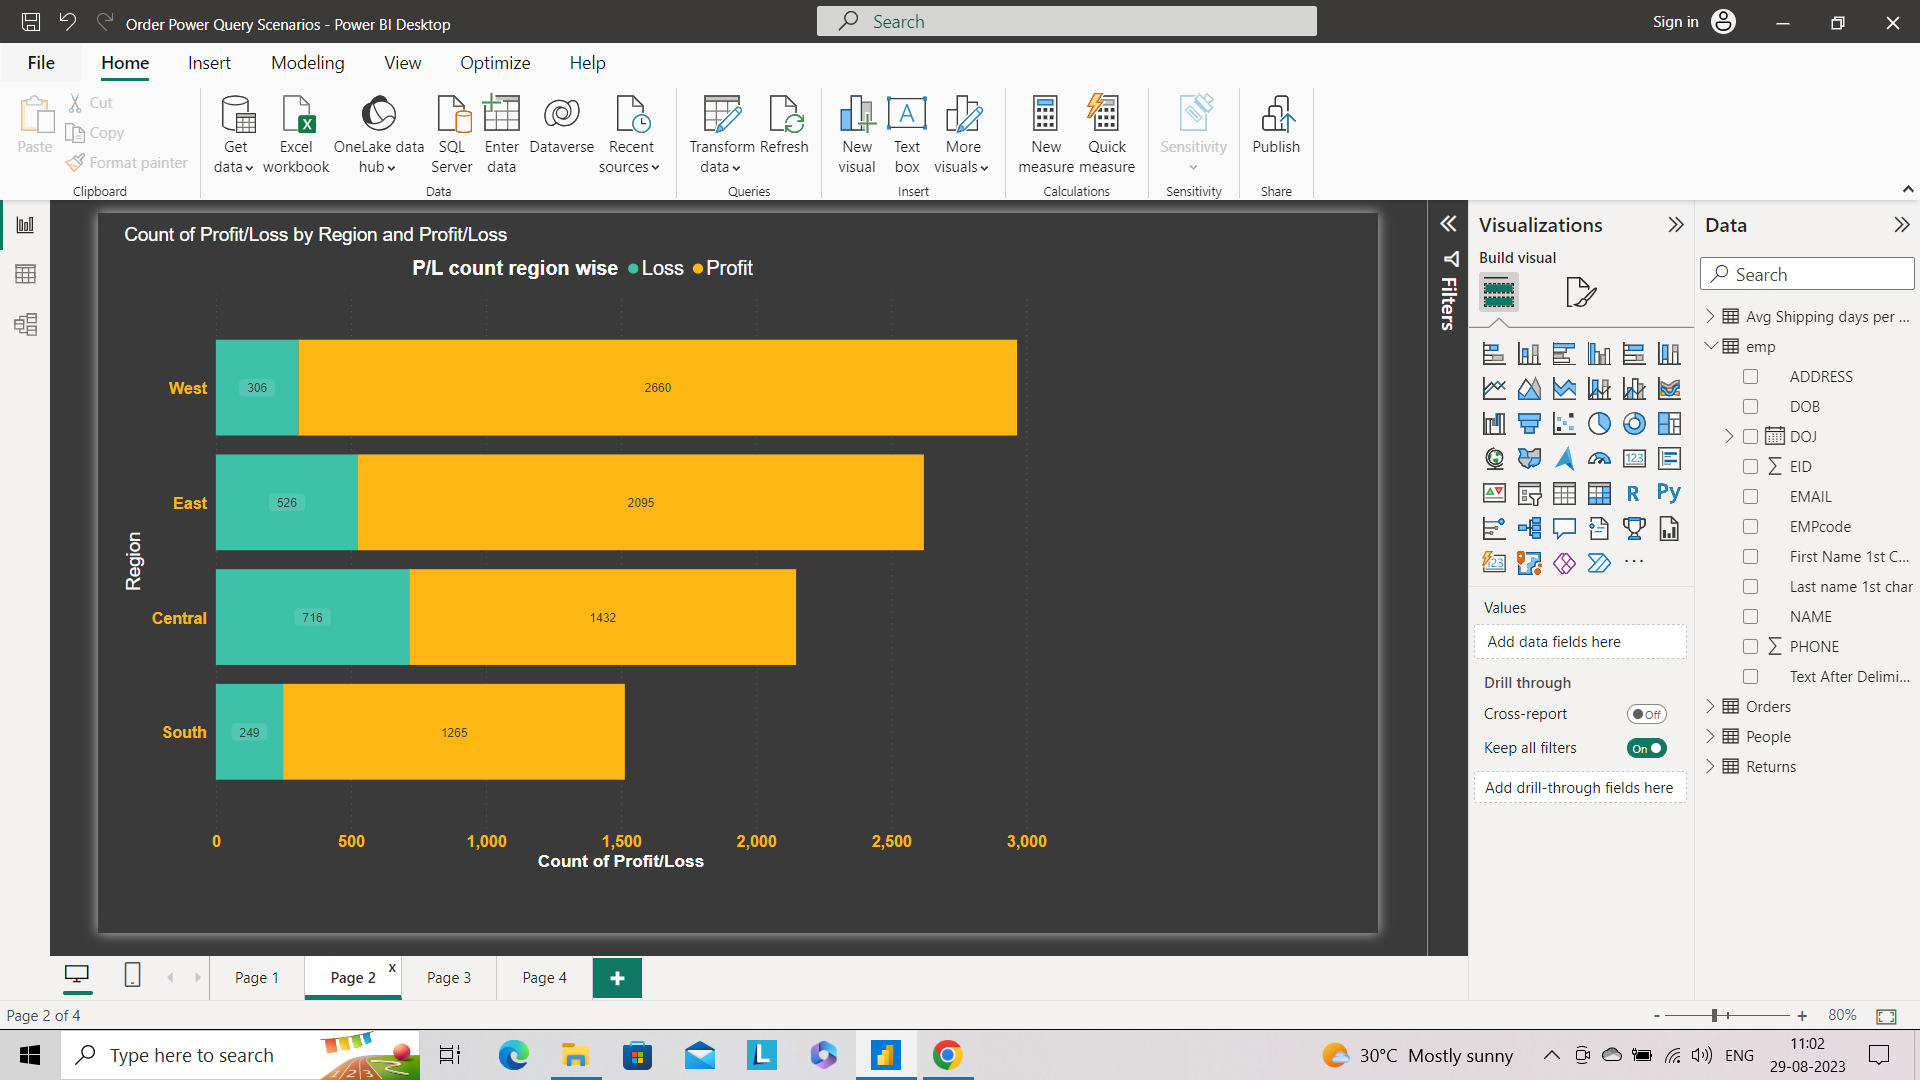 Order Power Query Scenarios - Power BI Desktop
Search
Sign in
File
Home
Insert
Modeling
View
Optimize
Help
Paste
Cut
Copy
Format painter
Clipboard
Get data
Excel workbook
OneLake data hub
SQL Server
Enter data
Dataverse
Recent sources
Data
Transform data
Refresh
Queries
New visual
Text box
More visuals
Insert
New measure
Quick measure
Calculations
Sensitivity
Sensitivity
Publish
Share
Count of Profit/Loss by Region and Profit/Loss
P/L count region wise Loss Profit
Region
West
306
2660
East
526
2095
Central
716
1432
South
249
1265
0
500
1,000
1,500
2,000
2,500
3,000
Count of Profit/Loss
Filters
Visualizations
Build visual
123
R
Py
123
Values
Add data fields here
Drill through
Cross-report
Off
Keep all filters
On
Add drill-through fields here
Data
Search
Avg Shipping days per ...
emp
ADDRESS
DOB
DOJ
EID
EMAIL
EMPcode
First Name 1st C...
Last name 1st char
NAME
PHONE
Text After Delimi...
Orders
People
Returns
Page 1
Page 2
x
Page 3
Page 4
+
Page 2 of 4
- + 80%
Type here to search
30°C Mostly sunny
ENG
11:02
29-08-2023